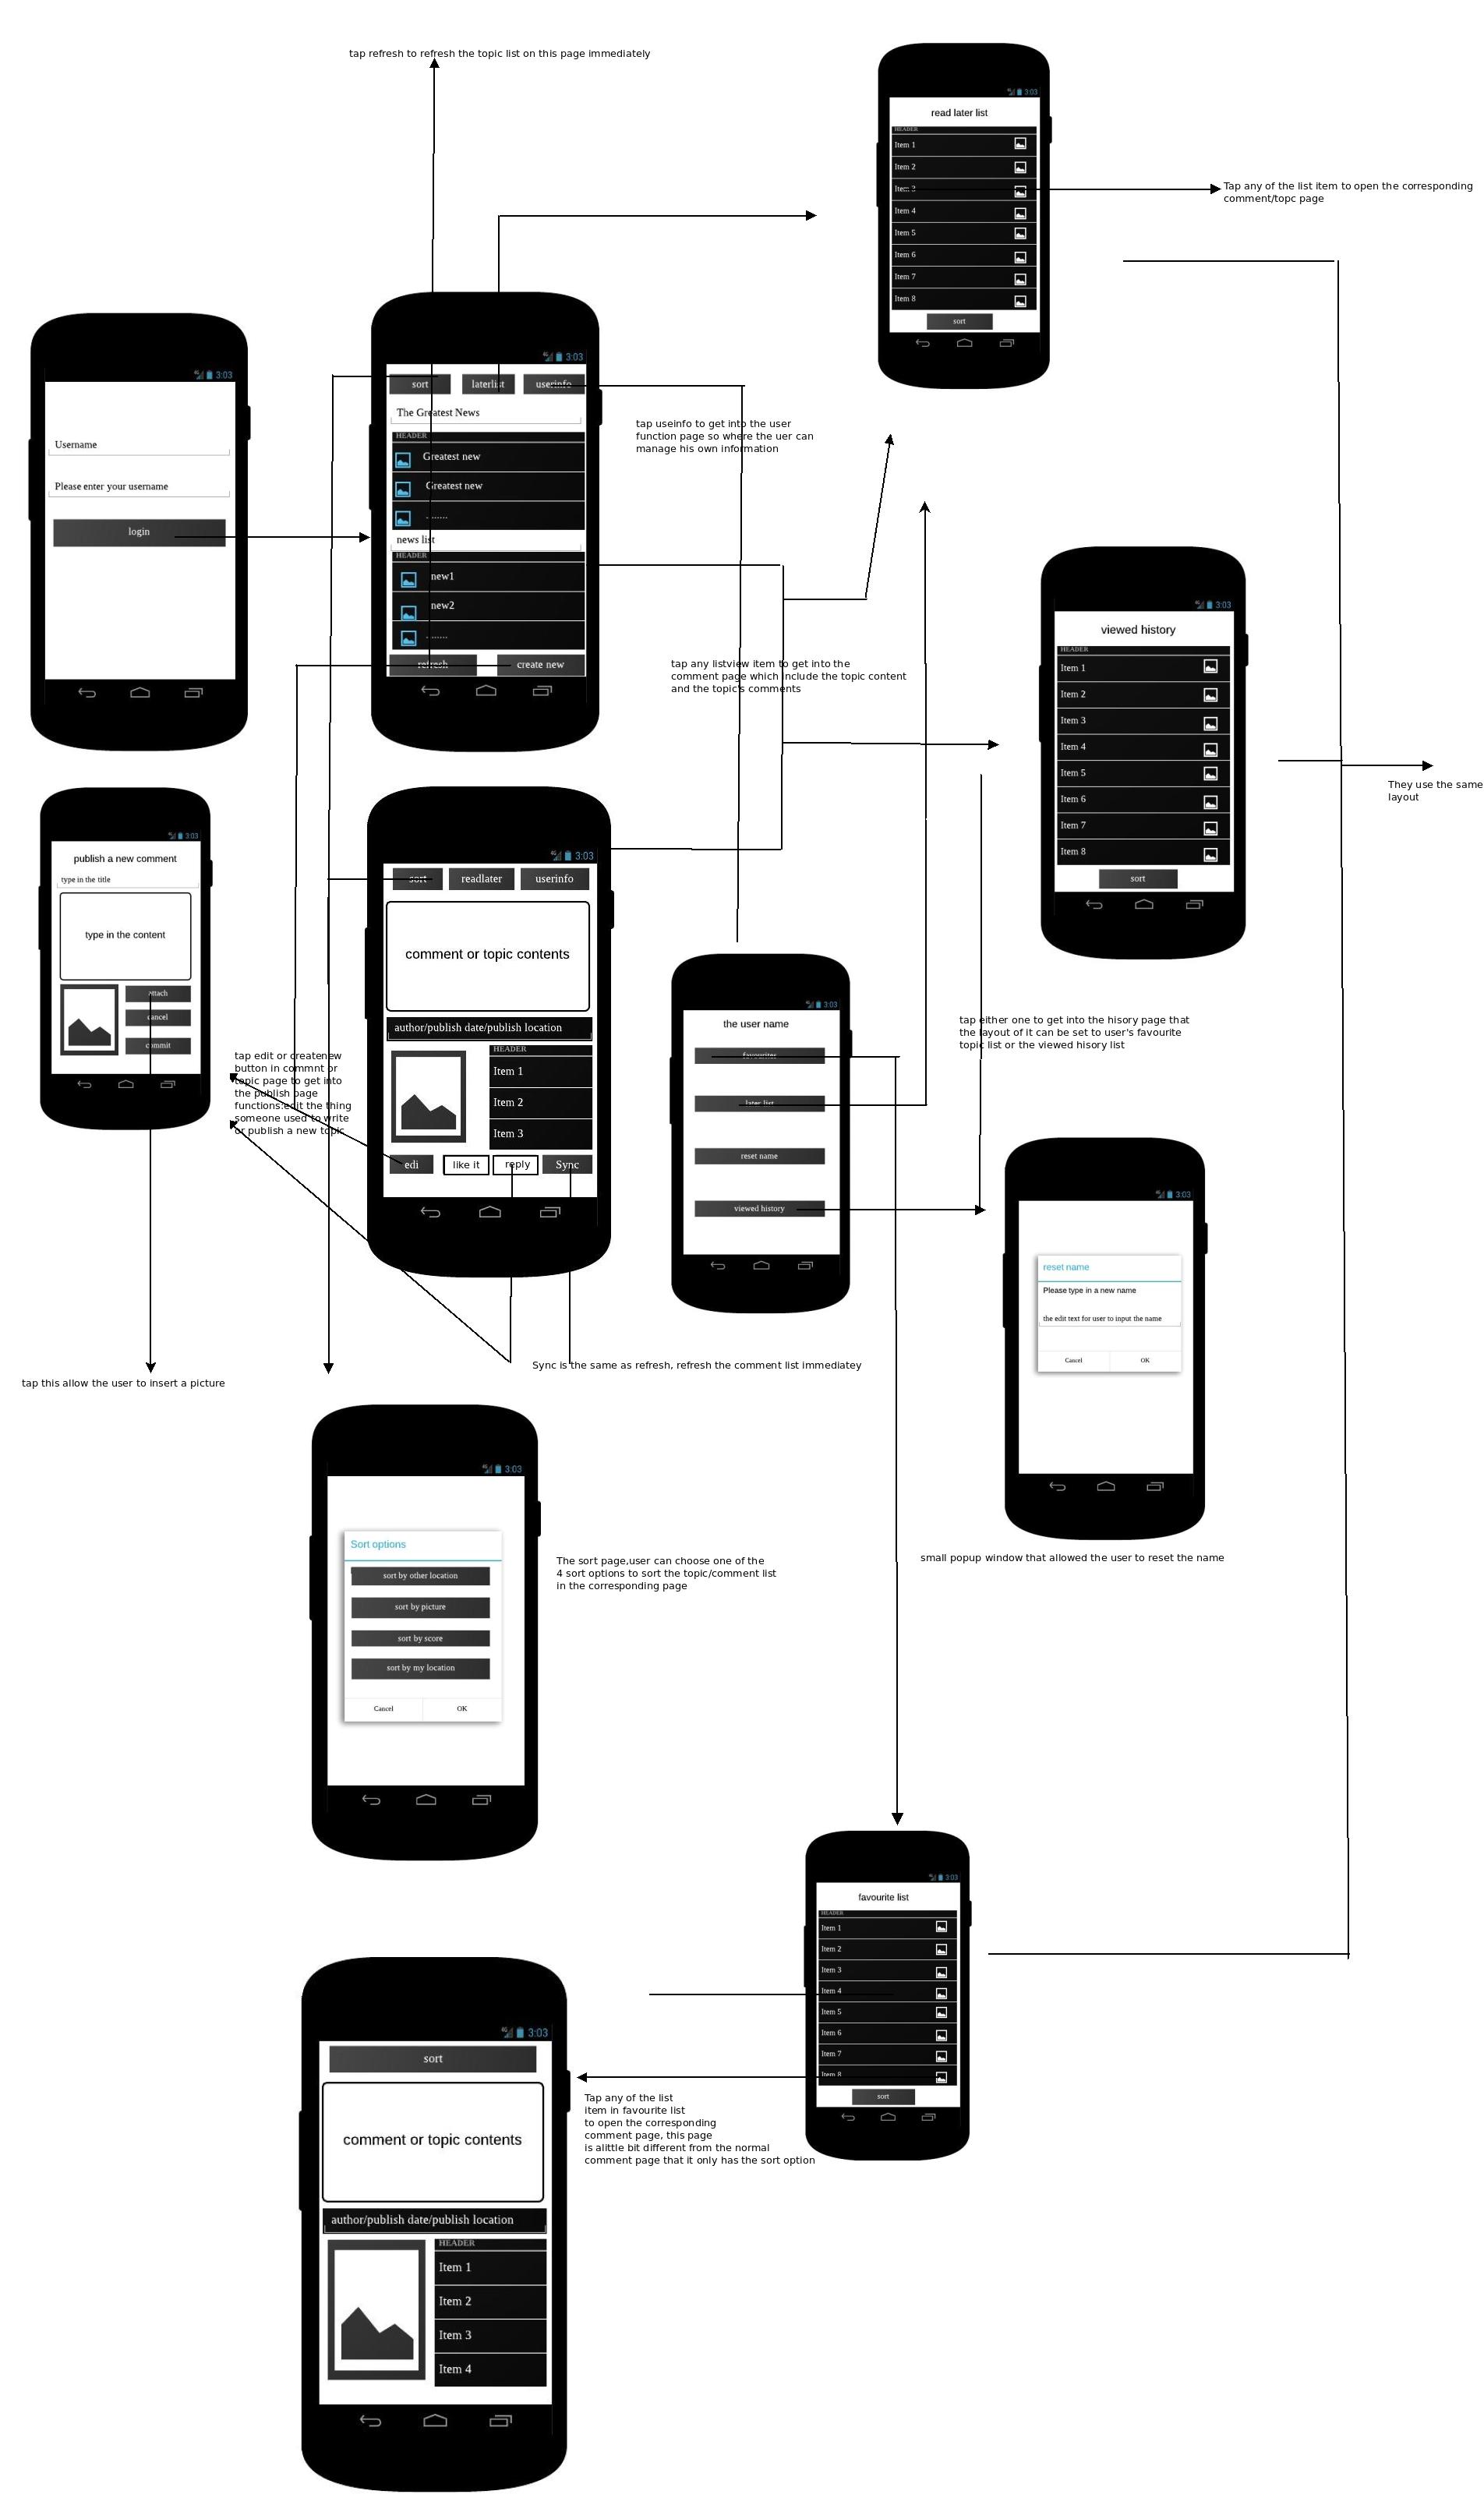 tap refresh to refresh the topic list on this page immediately
3:03
read later list
HEADER
Item 1
Item 2
Item 3
Item 4
Item 5
Item 6
Item 7
Item 8
sort
Tap any of the list item to open the corresponding
comment/topc page
3:03
Username
Please enter your username
login
3:03
sort
laterlist
userinfo
The Greatest News
HEADER
Greatest new
Greatest new
........
news list
HEADER
new1
new2
........
refresh
create new
tap useinfo to get into the user
function page so where the uer can
manage his own information
tap any listview item to get into the
comment page which include the topic content
and the topic's comments
3:03
viewed history
HEADER
Item 1
Item 2
Item 3
Item 4
Item 5
Item 6
Item 7
Item 8
sort
They use the same
layout
3:03
publish a new comment
type in the title
type in the content
attach
cancel
commit
tap edit or createnew
button in commnt or
topic page to get into
the publish page
functions:edit the thing
someone used to write
or publish a new topic
tap this allow the user to insert a picture
3:03
sort
readlater
userinfo
comment or topic contents
author/publish date/publish location
HEADER
Item 1
Item 2
Item 3
edi
like it
reply
Sync
Sync is the same as refresh, refresh the comment list immediatey
3:03
the user name
favourites
later list
reset name
viewed history
tap either one to get into the hisory page that
the layout of it can be set to user's favourite
topic list or the viewed hisory list
3:03
reset name
Please type in a new name
the edit text for user to input the name
Cancel
OK
small popup window that allowed the user to reset the name
3:03
Sort options
sort by other location
sort by picture
sort by score
sort by my location
Cancel
OK
The sort page,user can choose one of the
4 sort options to sort the topic/comment list
in the corresponding page
3:03
favourite list
HEADER
Item 1
Item 2
Item 3
Item 4
Item 5
Item 6
Item 7
Item 8
sort
Tap any of the list
item in favourite list
to open the corresponding
comment page, this page
is alittle bit different from the normal
comment page that it only has the sort option
3:03
sort
comment or topic contents
author/publish date/publish location
HEADER
Item 1
Item 2
Item 3
Item 4